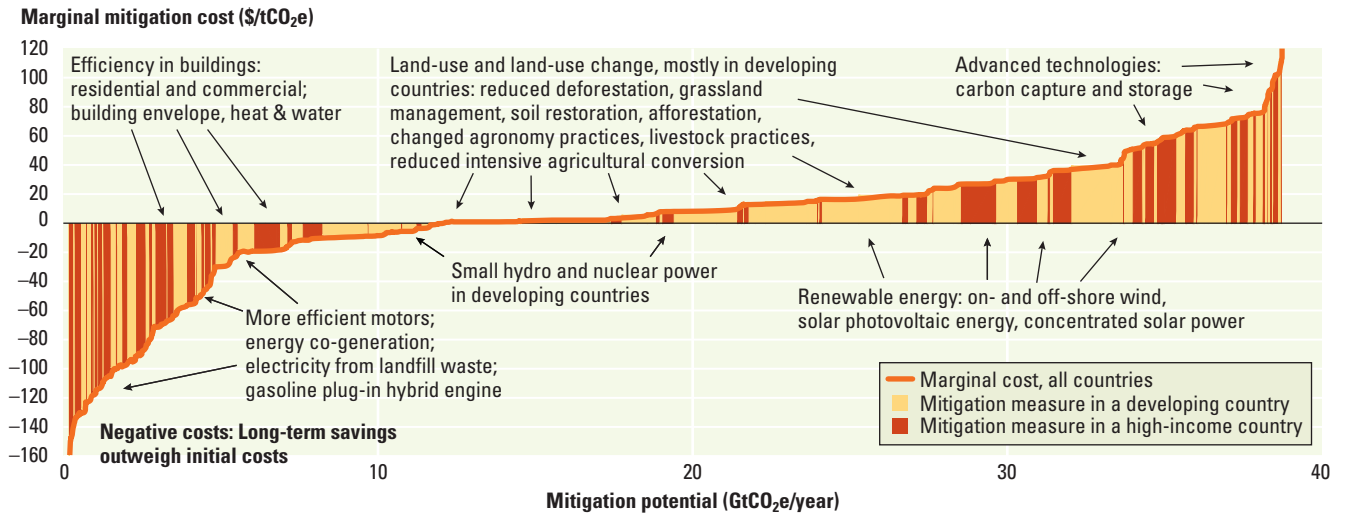 Marginal mitigation cost ($/tCO₂e)
120
100
80
60
40
20
0
–20
–40
–60
–80
–100
–120
–140
–160
Efficiency in buildings:
residential and commercial;
building envelope, heat & water
Land-use and land-use change, mostly in developing
countries: reduced deforestation, grassland
management, soil restoration, afforestation,
changed agronomy practices, livestock practices,
reduced intensive agricultural conversion
Advanced technologies:
carbon capture and storage
Small hydro and nuclear power
in developing countries
Renewable energy: on- and off-shore wind,
solar photovoltaic energy, concentrated solar power
More efficient motors;
energy co-generation;
electricity from landfill waste;
gasoline plug-in hybrid engine
Negative costs: Long-term savings
outweigh initial costs
Marginal cost, all countries
Mitigation measure in a developing country
Mitigation measure in a high-income country
0 10 20 30 40
Mitigation potential (GtCO₂e/year)